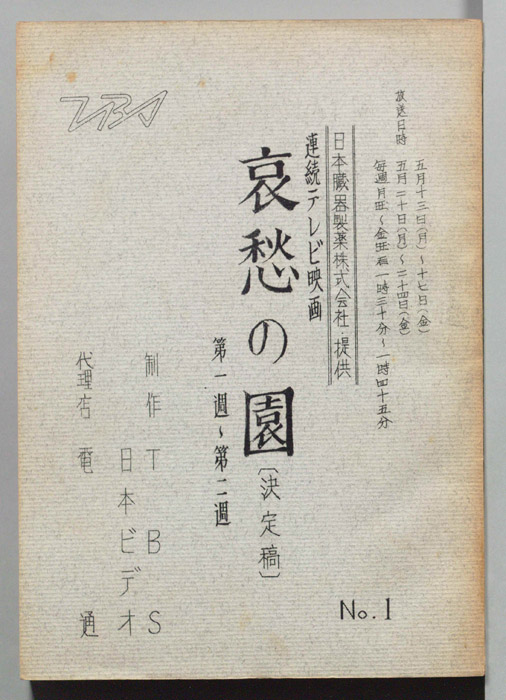 放送日時
五月十三日(月)〜十七日(金)
五月二十日(月)〜二十四日(金)
毎週月曜〜金曜后一時三十分〜一時四十五分
日本臓器製薬株式会社・提供
連続テレビ映画
哀愁の園〔決定稿〕
第一週〜第二週
制作 TBS
日本ビデオ
代理店 電通
TBS
No.1